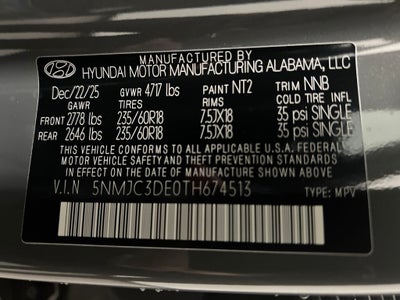 MANUFACTURED BY
HYUNDAI MOTOR MANUFACTURING ALABAMA, LLC
Dec/22/25 GVWR 4717 lbs PAINT NT2 TRIM NNB
GAWR TIRES RIMS COLD TIRE INFL
FRONT 2778 lbs 235/60R18 7.5JX18 35 psi SINGLE
REAR 2646 lbs 235/60R18 7.5JX18 35 psi SINGLE
THIS VEHICLE CONFORMS TO ALL APPLICABLE U.S.A. FEDERAL
MOTOR VEHICLE SAFETY, BUMPER, AND THEFT PREVENTION STANDARDS
IN EFFECT ON THE DATE OF MANUFACTURE SHOWN ABOVE.
V.I.N 5NMJC3DE0TH674513 TYPE: MPV